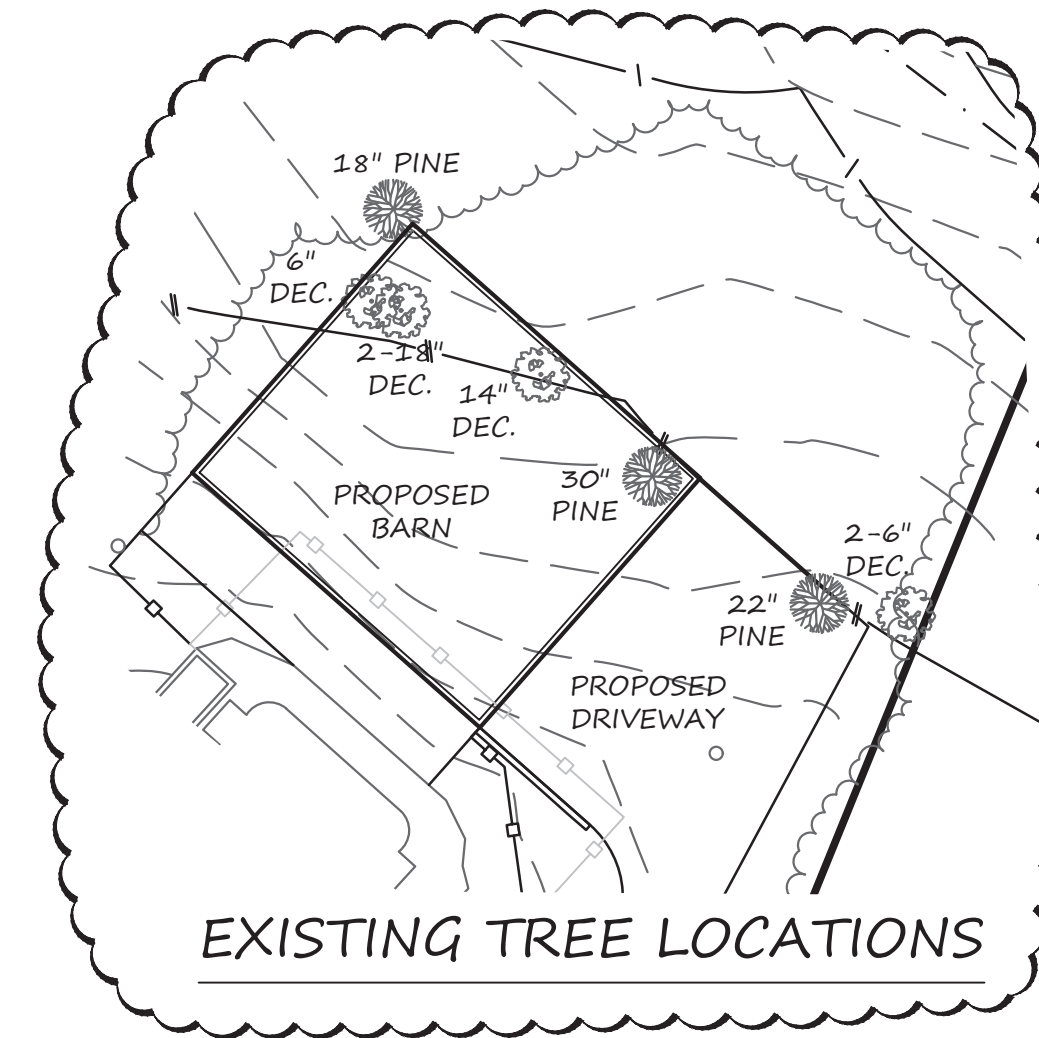 18" PINE
6"
DEC.
2-18"
DEC.
14"
DEC.
30"
PINE
PROPOSED
BARN
2-6"
DEC.
22"
PINE
PROPOSED
DRIVEWAY
EXISTING TREE LOCATIONS